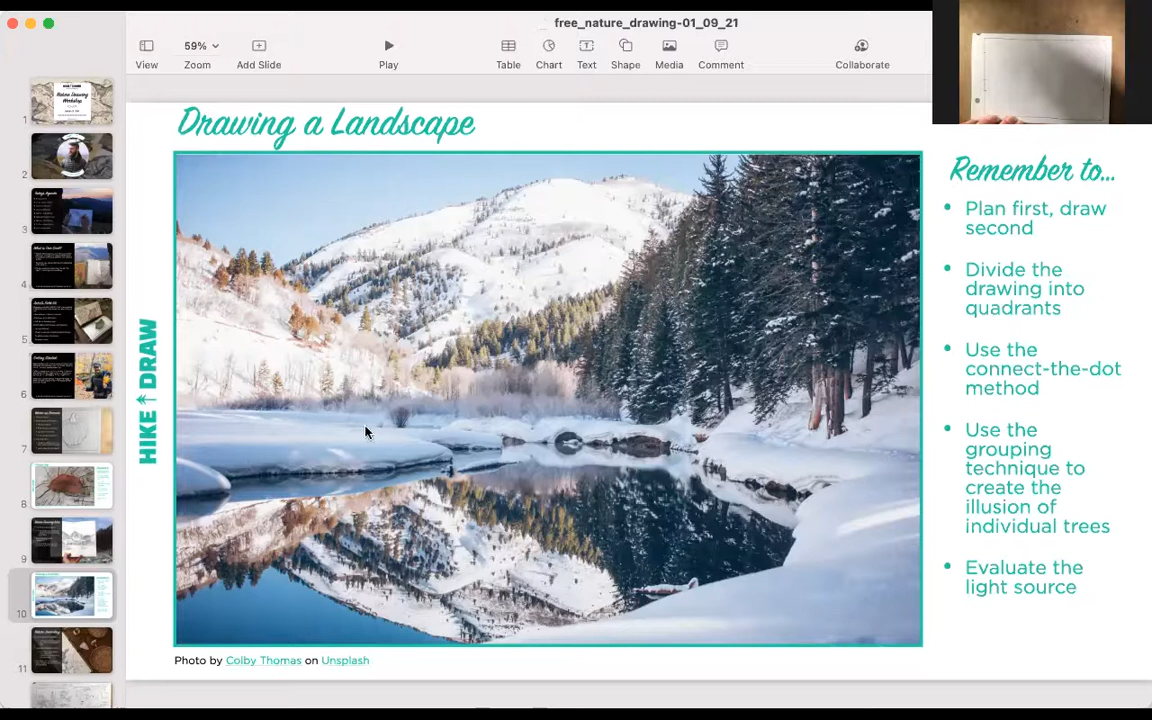 free_nature_drawing-01_09_21
59%
View
Zoom
Add Slide
Play
Table
Chart
Text
Shape
Media
Comment
Collaborate
Drawing a Landscape
HIKE DRAW
Remember to...
• Plan first, draw
second
• Divide the
drawing into
quadrants
• Use the
connect-the-dot
method
• Use the
grouping
technique to
create the
illusion of
individual trees
• Evaluate the
light source
Photo by Colby Thomas on Unsplash
1
Nature Drawing
Workshop
2
3
4
5
6
7
8
9
10
11